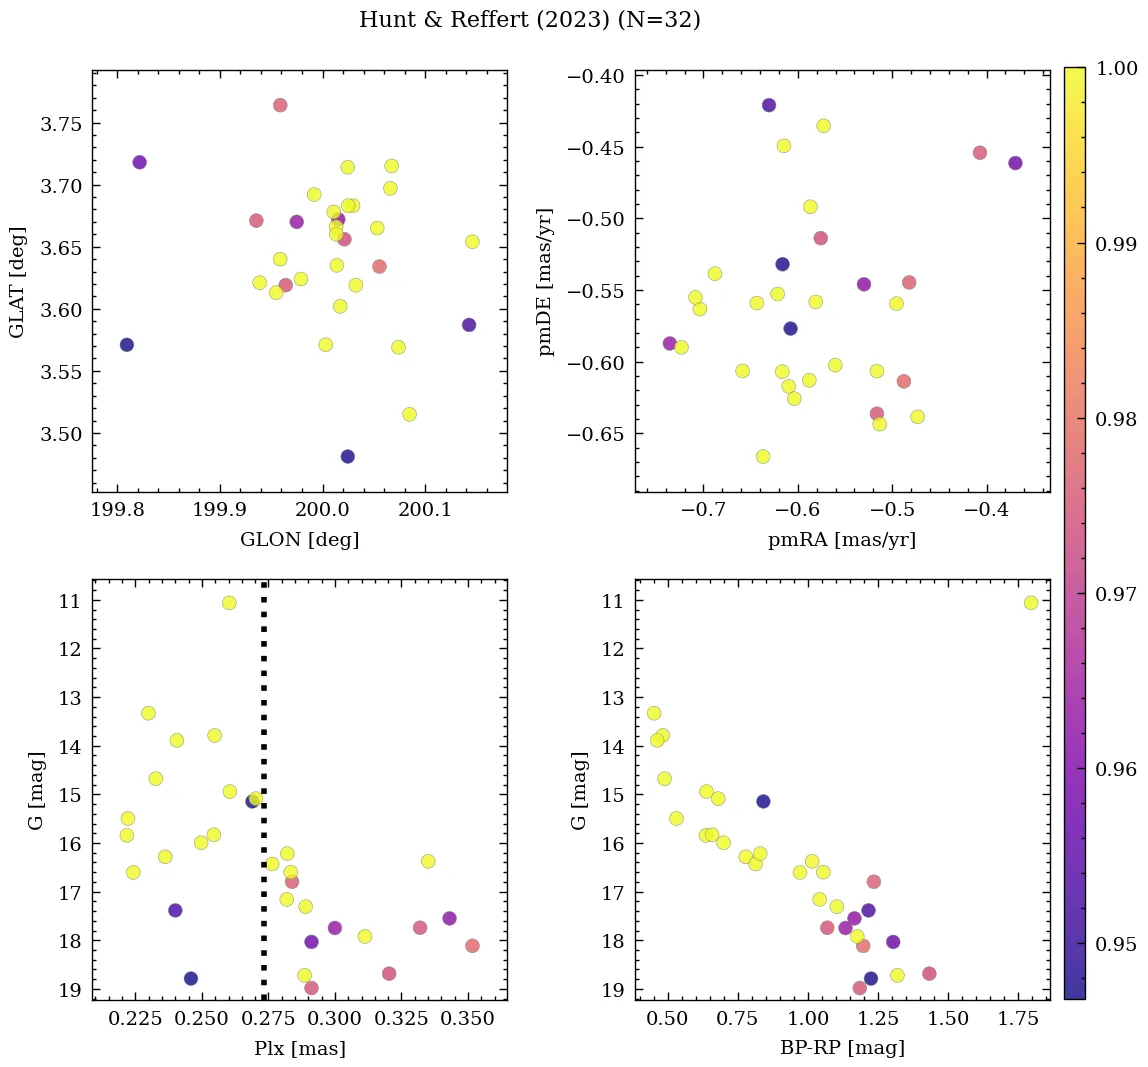 Hunt & Reffert (2023) (N=32)
3.75
3.70
3.65
3.60
3.55
3.50
GLAT [deg]
199.8 199.9 200.0 200.1
GLON [deg]
−0.40
−0.45
−0.50
−0.55
−0.60
−0.65
pmDE [mas/yr]
−0.7 −0.6 −0.5 −0.4
pmRA [mas/yr]
11
12
13
14
15
16
17
18
19
G [mag]
0.225 0.250 0.275 0.300 0.325 0.350
Plx [mas]
11
12
13
14
15
16
17
18
19
G [mag]
0.50 0.75 1.00 1.25 1.50 1.75
BP-RP [mag]
1.00
0.99
0.98
0.97
0.96
0.95